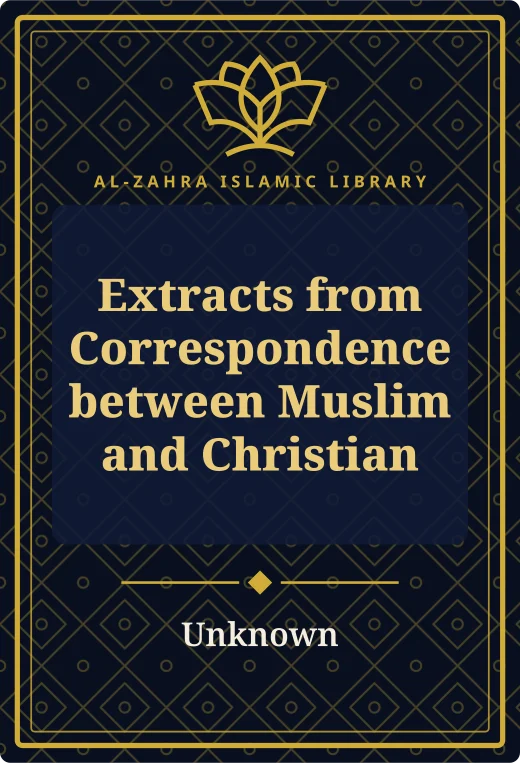 AL-ZAHRA ISLAMIC LIBRARY
Extracts from
Correspondence
between Muslim
and Christian
Unknown